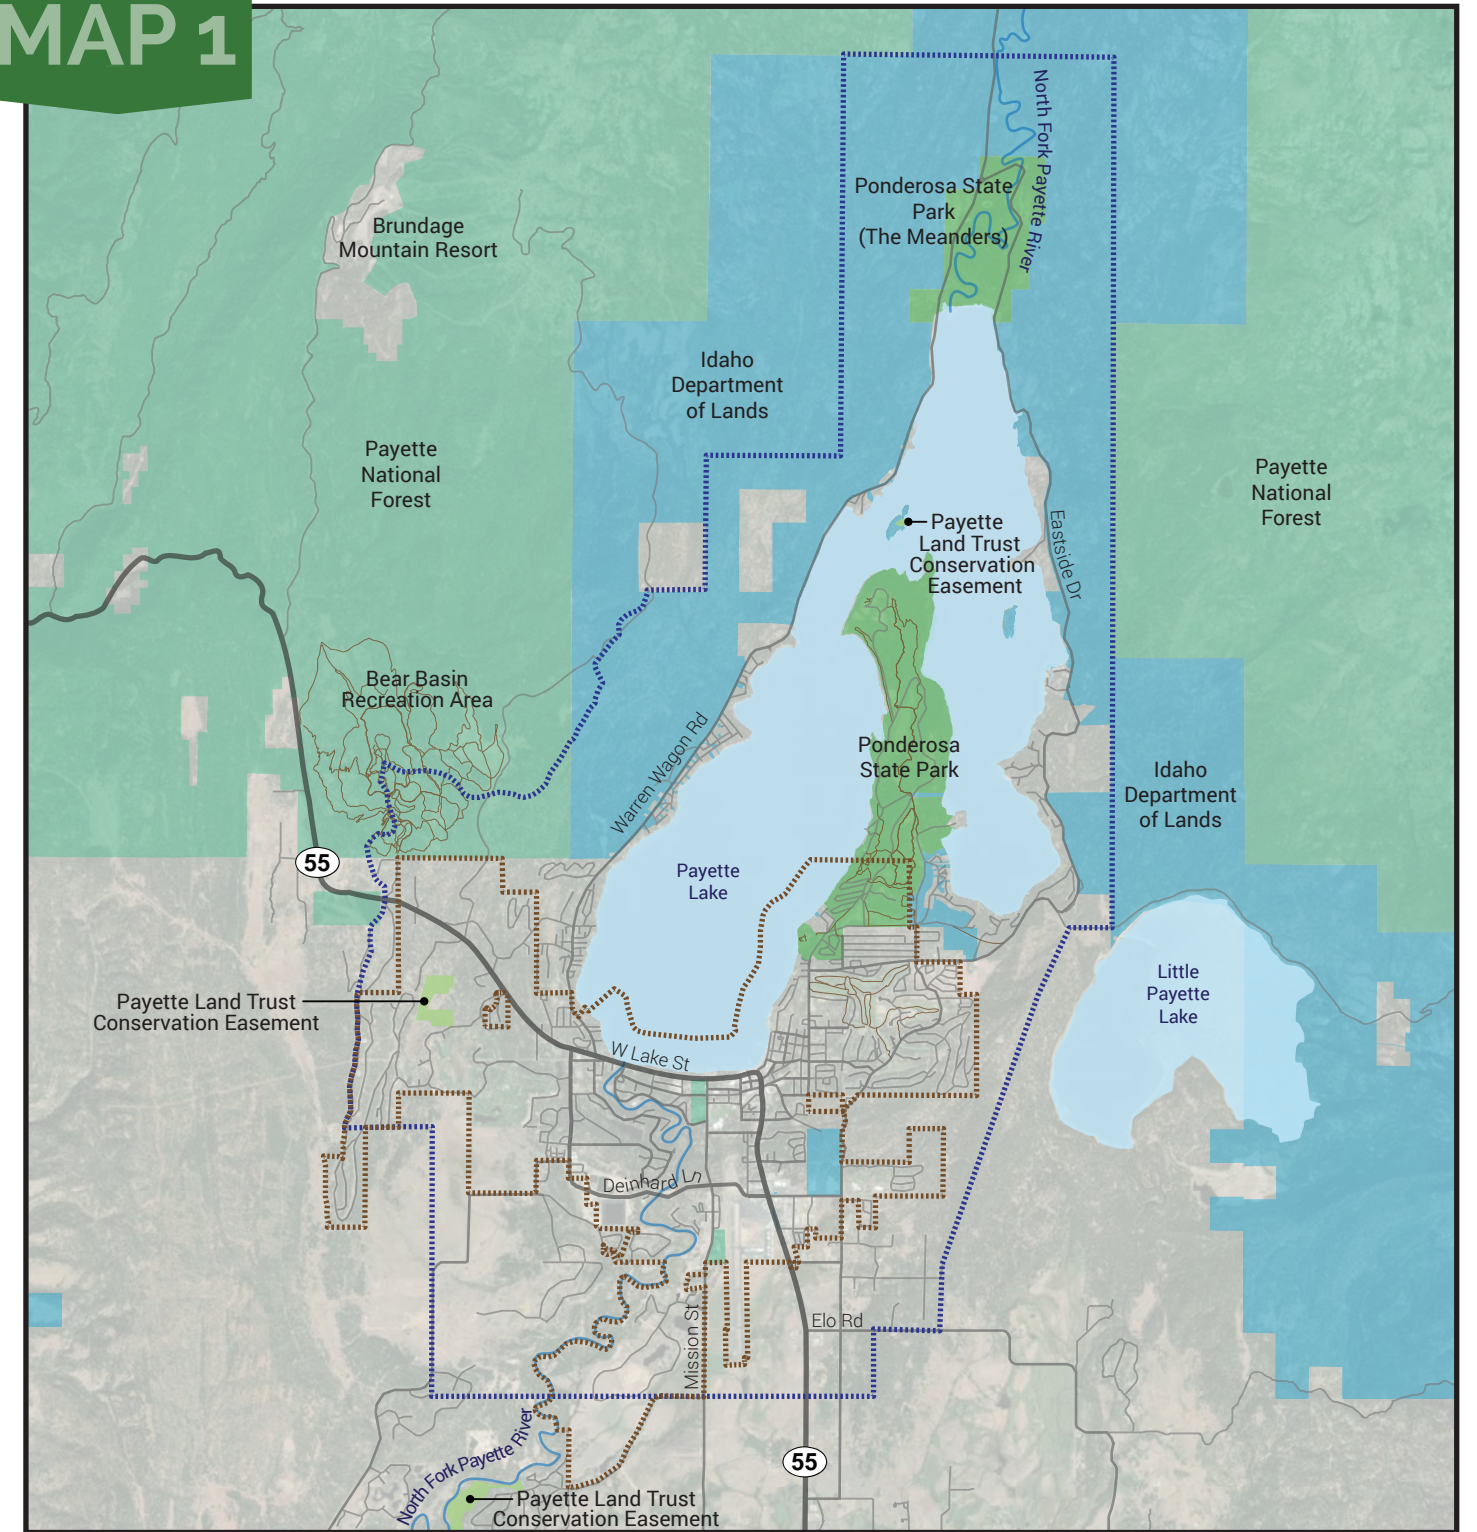 MAP 1
North Fork Payette River
Ponderosa State
Park
(The Meanders)
Brundage
Mountain Resort
Idaho
Department
of Lands
Payette
National
Forest
Payette
National
Forest
Payette
Land Trust
Conservation
Easement
Eastside Dr
Bear Basin
Recreation Area
Warren Wagon Rd
Ponderosa
State Park
Idaho
Department
of Lands
55
Payette
Lake
Little
Payette
Lake
Payette Land Trust
Conservation Easement
W Lake St
Deinhard Ln
Mission St
Elo Rd
North Fork Payette River
55
Payette Land Trust
Conservation Easement